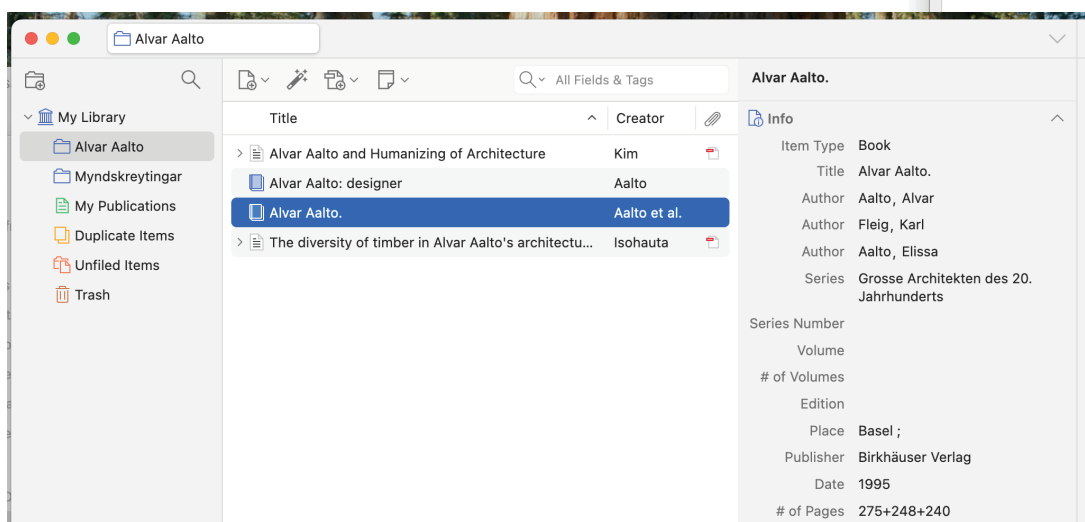 Alvar Aalto
All Fields & Tags
My Library
Alvar Aalto
Myndskreytingar
My Publications
Duplicate Items
Unfiled Items
Trash
Title
Creator
Alvar Aalto and Humanizing of Architecture Kim
Alvar Aalto: designer Aalto
Alvar Aalto. Aalto et al.
The diversity of timber in Alvar Aalto's architectu... Isohauta
Alvar Aalto.
Info
Item Type Book
Title Alvar Aalto.
Author Aalto, Alvar
Author Fleig, Karl
Author Aalto, Elissa
Series Grosse Architekten des 20.
Jahrhunderts
Series Number
Volume
# of Volumes
Edition
Place Basel ;
Publisher Birkhäuser Verlag
Date 1995
# of Pages 275+248+240